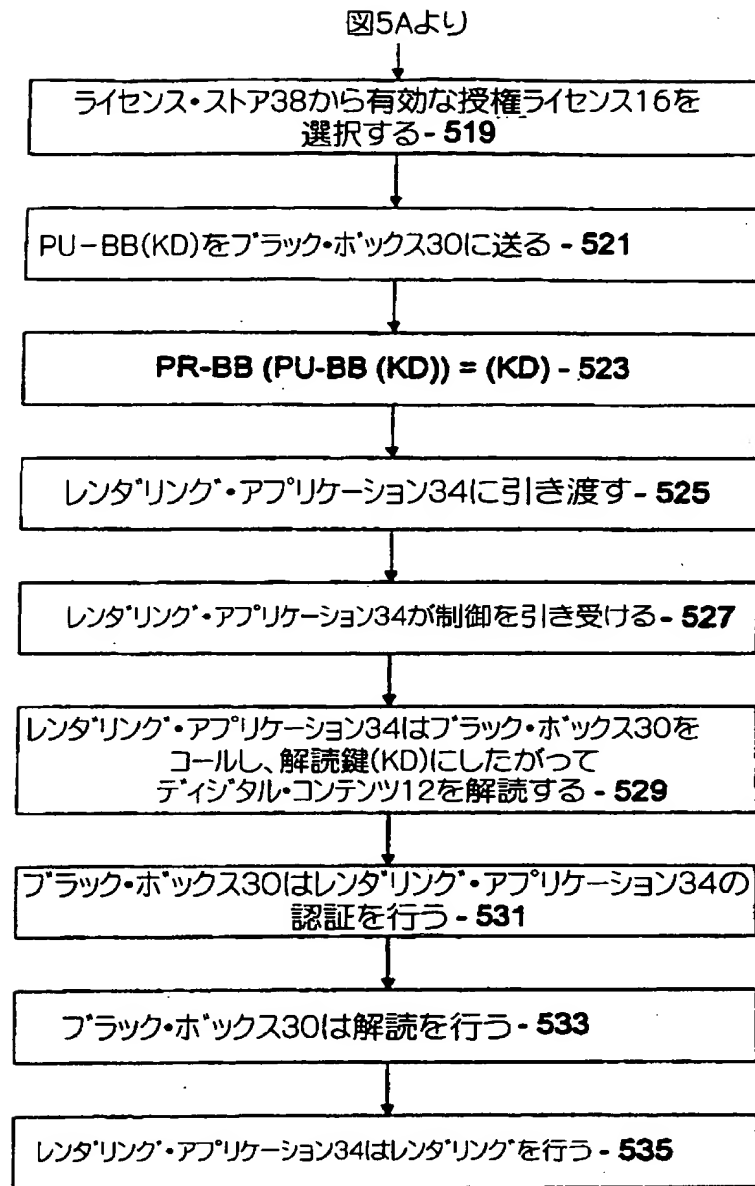 図5Aより
ライセンス・ストア38から有効な授権ライセンス16を
選択する - 519
PU-BB(KD)をブラック・ボックス30に送る - 521
PR-BB (PU-BB (KD)) = (KD) - 523
レンダリング・アプリケーション34に引き渡す - 525
レンダリング・アプリケーション34が制御を引き受ける - 527
レンダリング・アプリケーション34はブラック・ボックス30を
コールし、解読鍵(KD)にしたがって
ディジタル・コンテンツ12を解読する - 529
ブラック・ボックス30はレンダリング・アプリケーション34の
認証を行う - 531
ブラック・ボックス30は解読を行う - 533
レンダリング・アプリケーション34はレンダリングを行う - 535